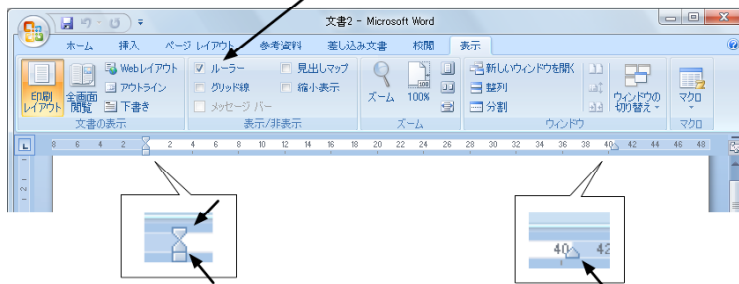 文書2 - Microsoft Word
ホーム 挿入 ページ レイアウト 参考資料 差し込み文書 校閲 表示
印刷レイアウト 全画面閲覧 Webレイアウト アウトライン 下書き
文書の表示
ルーラー グリッド線 メッセージ バー 見出しマップ 縮小表示
表示/非表示
ズーム 100%
ズーム
新しいウィンドウを開く 整列 分割 ウィンドウの切り替え
ウィンドウ
マクロ
マクロ
L 8 6 4 2 2 4 6 8 10 12 14 16 18 20 22 24 26 28 30 32 34 36 38 40 42 44 46 48
2
40 42